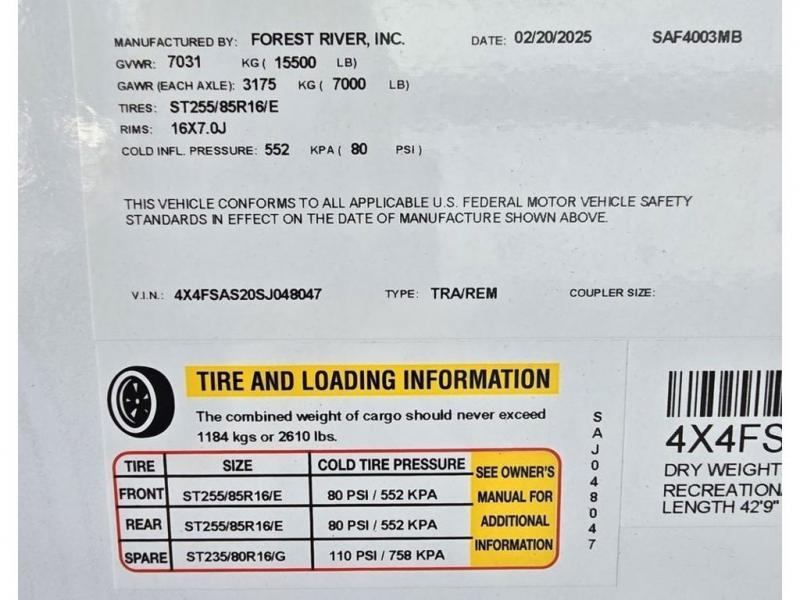 MANUFACTURED BY: FOREST RIVER, INC. DATE: 02/20/2025 SAF4003MB
GVWR: 7031 KG ( 15500 LB)
GAWR (EACH AXLE): 3175 KG ( 7000 LB)
TIRES: ST255/85R16/E
RIMS: 16X7.0J
COLD INFL. PRESSURE: 552 KPA ( 80 PSI )
THIS VEHICLE CONFORMS TO ALL APPLICABLE U.S. FEDERAL MOTOR VEHICLE SAFETY
STANDARDS IN EFFECT ON THE DATE OF MANUFACTURE SHOWN ABOVE.
V.I.N.: 4X4FSAS20SJ048047 TYPE: TRA/REM COUPLER SIZE:
TIRE AND LOADING INFORMATION
The combined weight of cargo should never exceed
1184 kgs or 2610 lbs.
TIRE SIZE COLD TIRE PRESSURE
FRONT ST255/85R16/E 80 PSI / 552 KPA
REAR ST255/85R16/E 80 PSI / 552 KPA
SPARE ST235/80R16/G 110 PSI / 758 KPA
SEE OWNER'S
MANUAL FOR
ADDITIONAL
INFORMATION
SAJ048047
4X4FS
DRY WEIGHT
RECREATION
LENGTH 42'9"